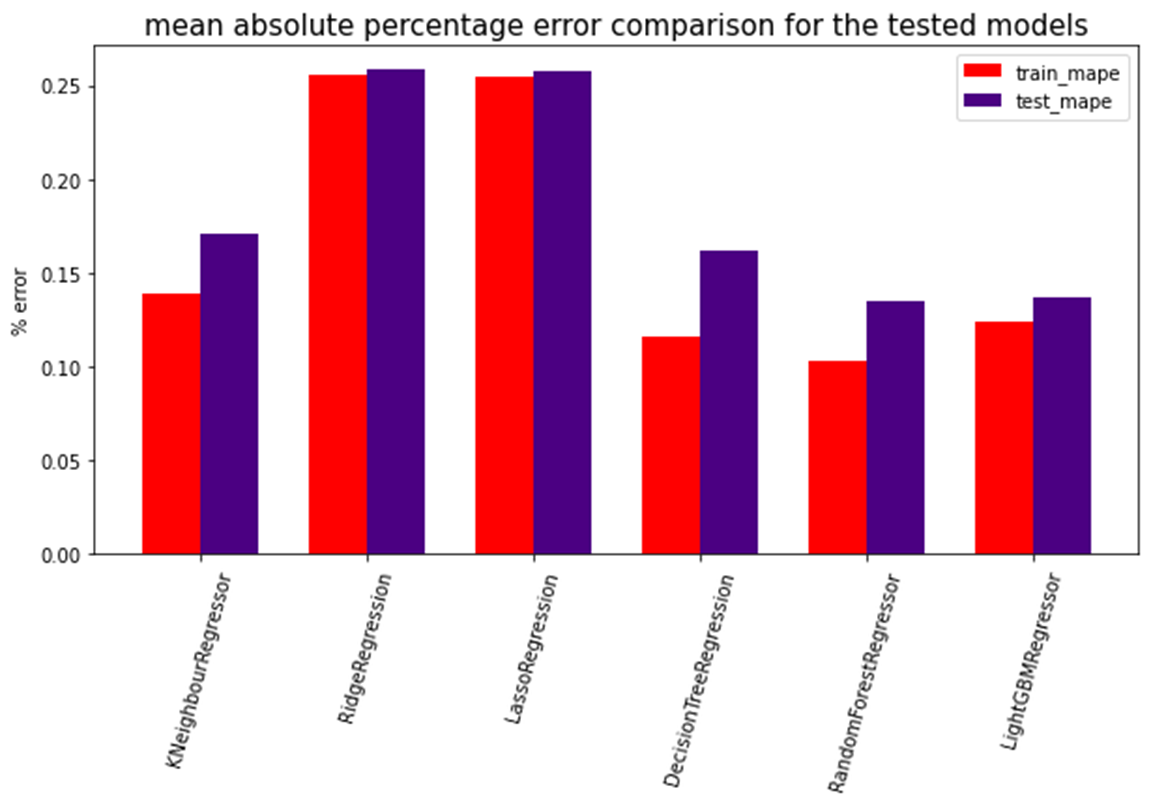 mean absolute percentage error comparison for the tested models
train_mape
test_mape
% error
0.25
0.20
0.15
0.10
0.05
0.00
KNeighbourRegressor
RidgeRegression
LassoRegression
DecisionTreeRegression
RandomForestRegressor
LightGBMRegressor